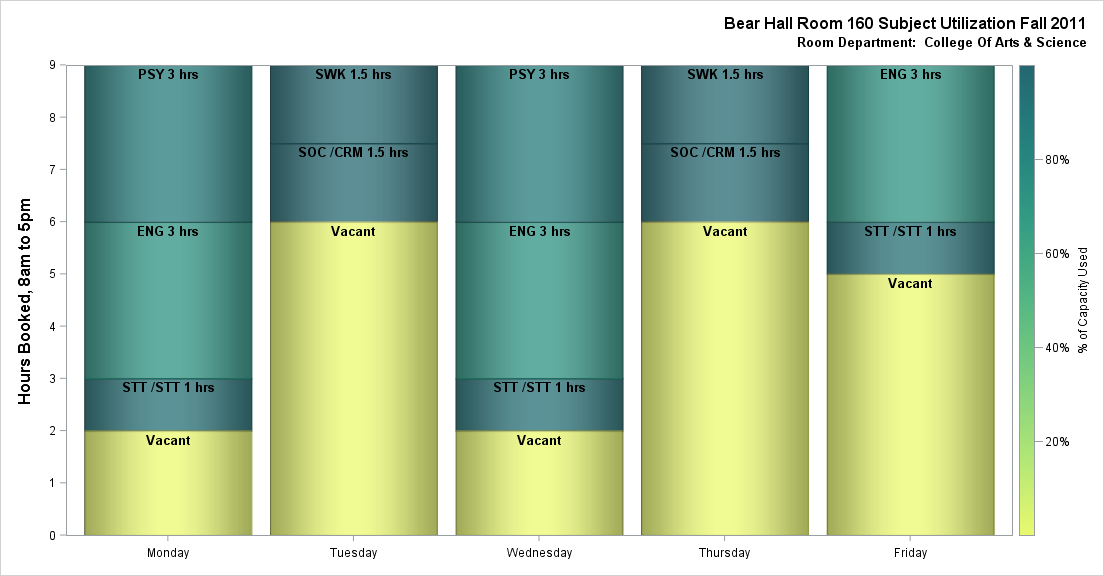 Bear Hall Room 160 Subject Utilization Fall 2011
Room Department:  College Of Arts & Science
Hours Booked, 8am to 5pm
9
8
7
6
5
4
3
2
1
0
PSY 3 hrs
ENG 3 hrs
STT /STT 1 hrs
Vacant
SWK 1.5 hrs
SOC /CRM 1.5 hrs
Vacant
PSY 3 hrs
ENG 3 hrs
STT /STT 1 hrs
Vacant
SWK 1.5 hrs
SOC /CRM 1.5 hrs
Vacant
ENG 3 hrs
STT /STT 1 hrs
Vacant
Monday
Tuesday
Wednesday
Thursday
Friday
80%
60%
40%
20%
% of Capacity Used